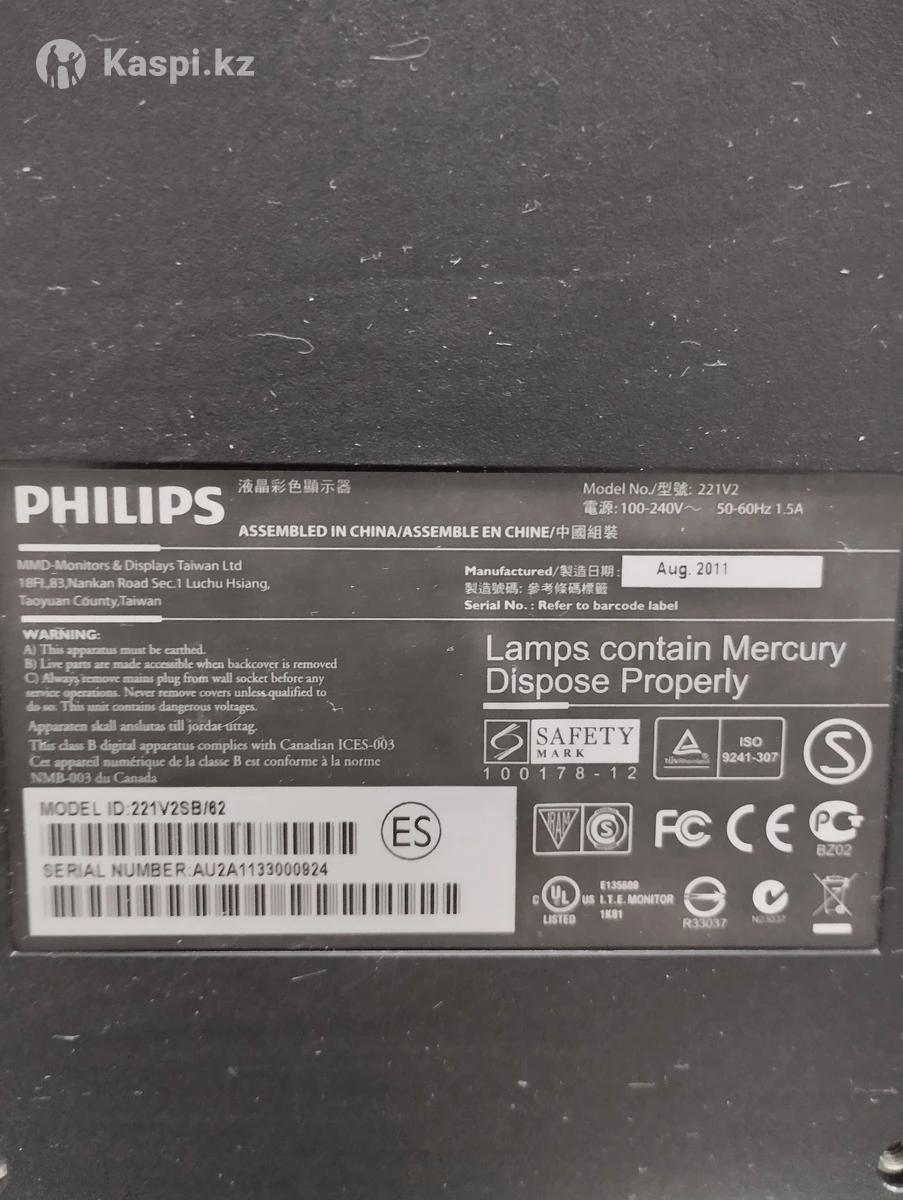 Kaspi.kz
PHILIPS
液晶彩色顯示器
Model No./型號: 221V2
電源: 100-240V～ 50-60Hz 1.5A
ASSEMBLED IN CHINA/ASSEMBLE EN CHINE/中國組裝
MMD-Monitors & Displays Taiwan Ltd
18FL,83,Nankan Road Sec.1 Luchu Hsiang,
Taoyuan County,Taiwan
Manufactured/製造日期: Aug. 2011
製造號碼: 參考條碼標籤
Serial No. : Refer to barcode label
WARNING:
A) This apparatus must be earthed.
B) Live parts are made accessible when backcover is removed
C) Always remove mains plug from wall socket before any
service operations. Never remove covers unless qualified to
do so: This unit contains dangerous voltages.
Apparaten skall anslutas till jordat uttag.
This class B digital apparatus complies with Canadian ICES-003
Cet appareil numérique de la classe B est conforme à la norme
NMB-003 du Canada
Lamps contain Mercury
Dispose Properly
S SAFETY
MARK
100178-12
TÜVRheinland
ISO
9241-307
S
MODEL ID:221V2SB/62
ES
SERIAL NUMBER:AU2A1133000924
IRAM S
FC CE PCT
BZ02
C UL US
LISTED
E135609
I.T.E. MONITOR
1K81
R33037
N23037